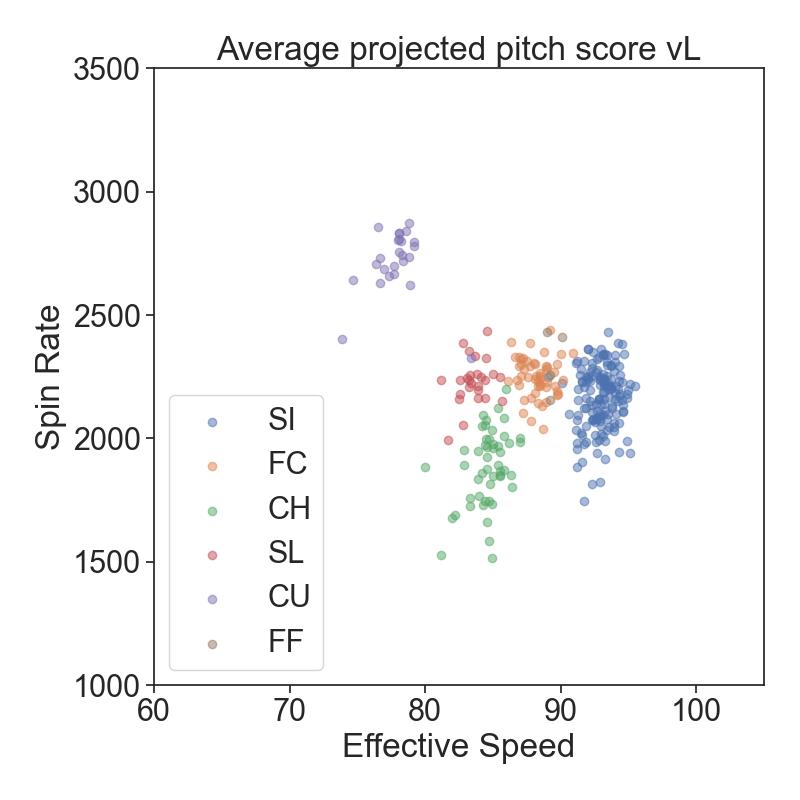 Average projected pitch score vL
3500
3000
2500
2000
1500
1000
Spin Rate
SI
FC
CH
SL
CU
FF
60
70
80
90
100
Effective Speed